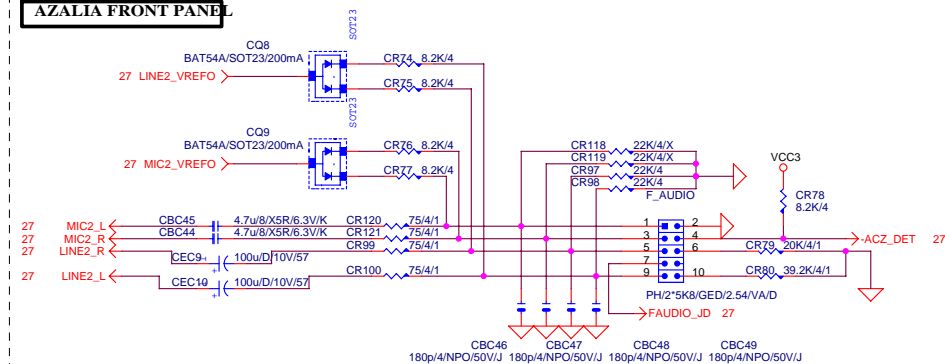 AZALIA FRONT PANEL
SOT23
CQ8
BAT54A/SOT23/200mA
CR74 8.2K/4
27 LINE2_VREFO
CR75 8.2K/4
SOT23
CQ9
BAT54A/SOT23/200mA
CR76 8.2K/4
CR118 22K/4/X
CR119 22K/4/X
VCC3
27 MIC2_VREFO
CR77 8.2K/4
CR97 22K/4
CR98 22K/4
F_AUDIO
CR78
8.2K/4
27 MIC2_L CBC45 4.7u/8/X5R/6.3V/K CR120 75/4/1 1 2
27 MIC2_R CBC44 4.7u/8/X5R/6.3V/K CR121 75/4/1 3 4 -ACZ_DET 27
27 LINE2_R CEC9 + 100u/D/10V/57 CR99 75/4/1 5 6 CR79 20K/4/1
7
27 LINE2_L CEC10 + 100u/D/10V/57 CR100 75/4/1 9 10 CR80 39.2K/4/1
PH/2*5K8/GED/2.54/VA/D
FAUDIO_JD 27
CBC46 CBC47 CBC48 CBC49
180p/4/NPO/50V/J 180p/4/NPO/50V/J 180p/4/NPO/50V/J 180p/4/NPO/50V/J